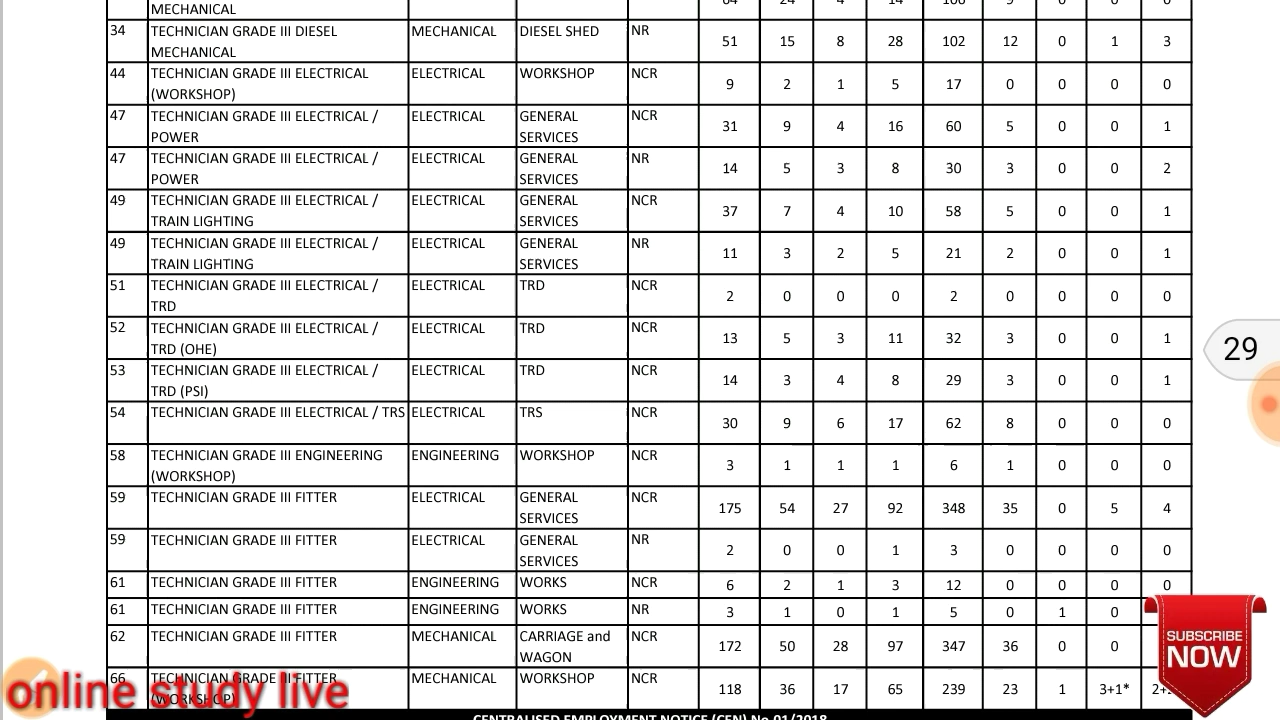 MECHANICAL 64 24 4 14 106 9 0 0 0
34 TECHNICIAN GRADE III DIESEL MECHANICAL DIESEL SHED NR 51 15 8 28 102 12 0 1 3
MECHANICAL
44 TECHNICIAN GRADE III ELECTRICAL ELECTRICAL WORKSHOP NCR 9 2 1 5 17 0 0 0 0
(WORKSHOP)
47 TECHNICIAN GRADE III ELECTRICAL / ELECTRICAL GENERAL NCR 31 9 4 16 60 5 0 0 1
POWER SERVICES
47 TECHNICIAN GRADE III ELECTRICAL / ELECTRICAL GENERAL NR 14 5 3 8 30 3 0 0 2
POWER SERVICES
49 TECHNICIAN GRADE III ELECTRICAL / ELECTRICAL GENERAL NCR 37 7 4 10 58 5 0 0 1
TRAIN LIGHTING SERVICES
49 TECHNICIAN GRADE III ELECTRICAL / ELECTRICAL GENERAL NR 11 3 2 5 21 2 0 0 1
TRAIN LIGHTING SERVICES
51 TECHNICIAN GRADE III ELECTRICAL / ELECTRICAL TRD NCR 2 0 0 0 2 0 0 0 0
TRD
52 TECHNICIAN GRADE III ELECTRICAL / ELECTRICAL TRD NCR 13 5 3 11 32 3 0 0 1
TRD (OHE)
53 TECHNICIAN GRADE III ELECTRICAL / ELECTRICAL TRD NCR 14 3 4 8 29 3 0 0 1
TRD (PSI)
54 TECHNICIAN GRADE III ELECTRICAL / TRS ELECTRICAL TRS NCR 30 9 6 17 62 8 0 0 0
58 TECHNICIAN GRADE III ENGINEERING ENGINEERING WORKSHOP NCR 3 1 1 1 6 1 0 0 0
(WORKSHOP)
59 TECHNICIAN GRADE III FITTER ELECTRICAL GENERAL NCR 175 54 27 92 348 35 0 5 4
SERVICES
59 TECHNICIAN GRADE III FITTER ELECTRICAL GENERAL NR 2 0 0 1 3 0 0 0 0
SERVICES
61 TECHNICIAN GRADE III FITTER ENGINEERING WORKS NCR 6 2 1 3 12 0 0 0 0
61 TECHNICIAN GRADE III FITTER ENGINEERING WORKS NR 3 1 0 1 5 0 1 0
62 TECHNICIAN GRADE III FITTER MECHANICAL CARRIAGE and NCR 172 50 28 97 347 36 0 0
WAGON
66 TECHNICIAN GRADE III FITTER MECHANICAL WORKSHOP NCR 118 36 17 65 239 23 1 3+1*
(WORKSHOP)
CENTRALISED EMPLOYMENT NOTICE (CEN) No.01/2018
29
SUBSCRIBE
NOW
online study live